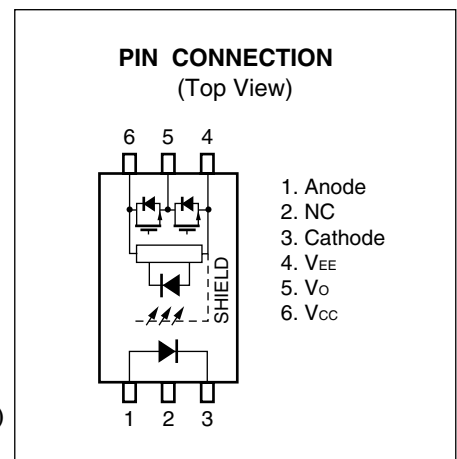 PIN CONNECTION
(Top View)
6 5 4
1. Anode
2. NC
3. Cathode
4. VEE
5. VO
6. VCC
SHIELD
1 2 3
)